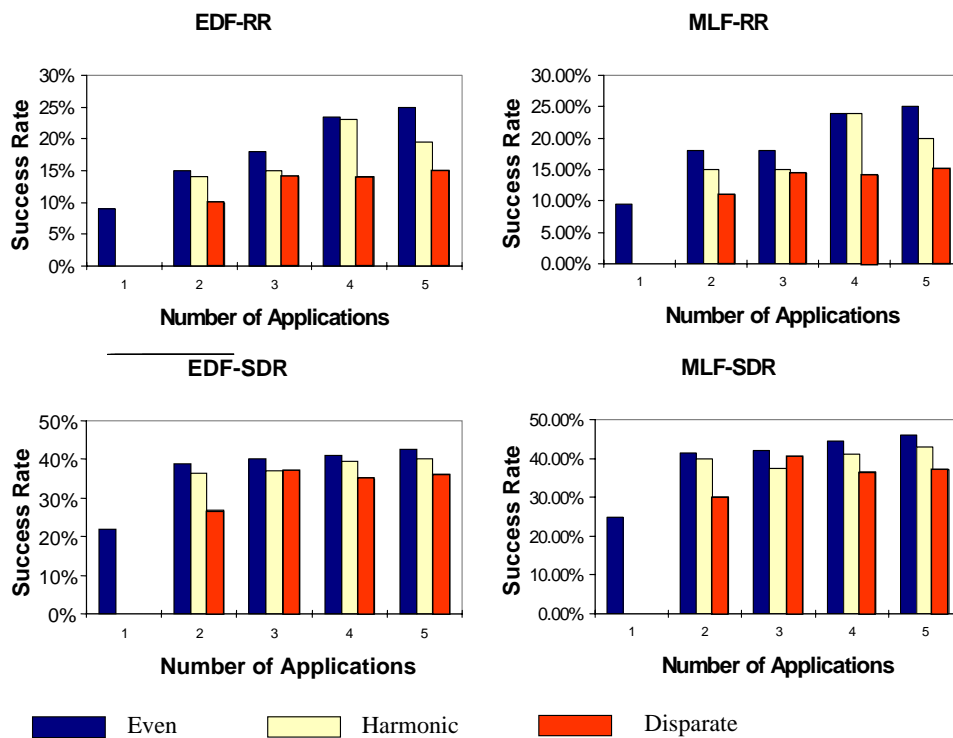 EDF-RR
30%
25%
20%
15%
10%
5%
0%
Success Rate
1 2 3 4 5
Number of Applications
MLF-RR
30.00%
25.00%
20.00%
15.00%
10.00%
5.00%
0.00%
Success Rate
1 2 3 4 5
Number of Applications
EDF-SDR
50%
40%
30%
20%
10%
0%
Success Rate
1 2 3 4 5
Number of Applications
MLF-SDR
50.00%
40.00%
30.00%
20.00%
10.00%
0.00%
Success Rate
1 2 3 4 5
Number of Applications
Even Harmonic Disparate